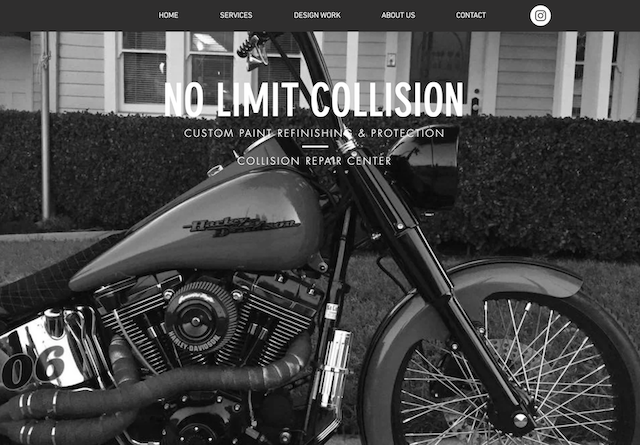 HOME SERVICES DESIGN WORK ABOUT US CONTACT
NO LIMIT COLLISION
CUSTOM PAINT REFINISHING & PROTECTION
COLLISION REPAIR CENTER
Harley-Davidson
HARLEY-DAVIDSON
06